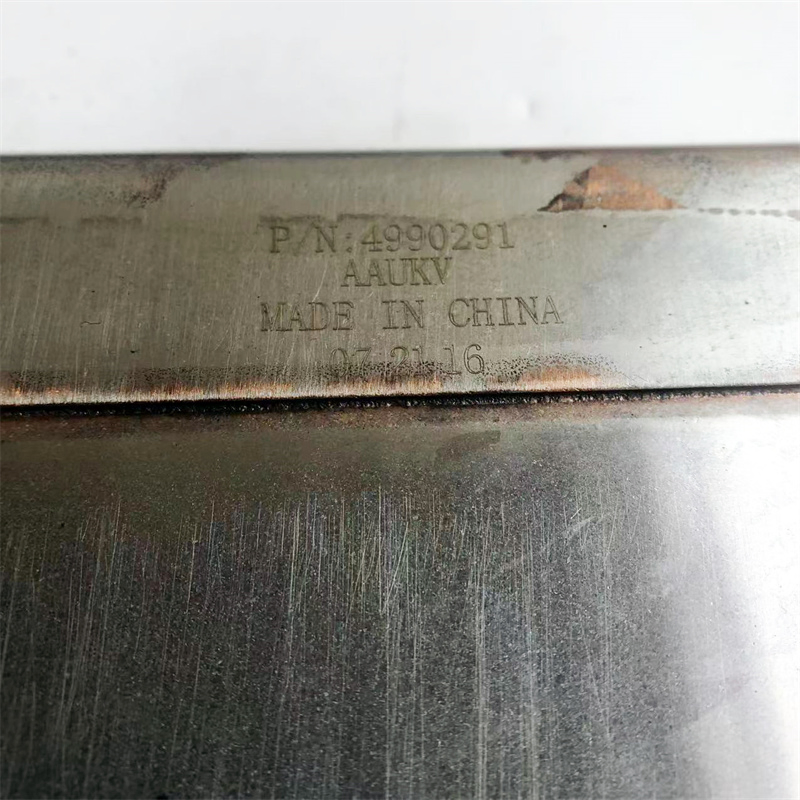 P/N:4990291
AAUKV
MADE IN CHINA
07 21 16